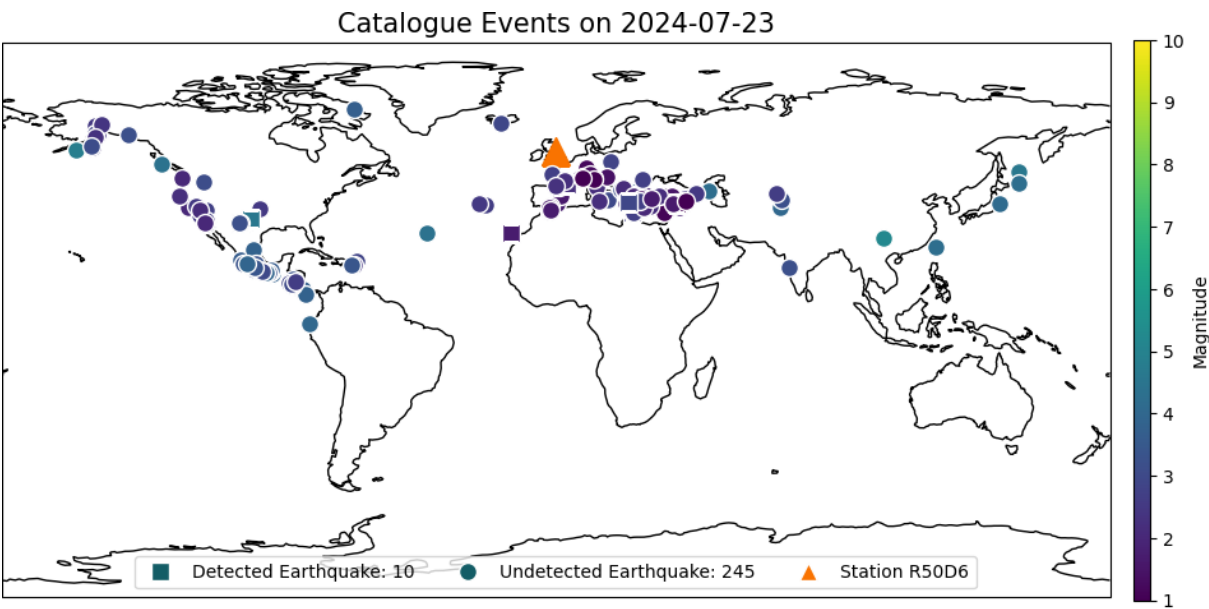 Catalogue Events on 2024-07-23
10
9
8
7
6
5
4
3
2
1
Magnitude
Detected Earthquake: 10
Undetected Earthquake: 245
Station R50D6